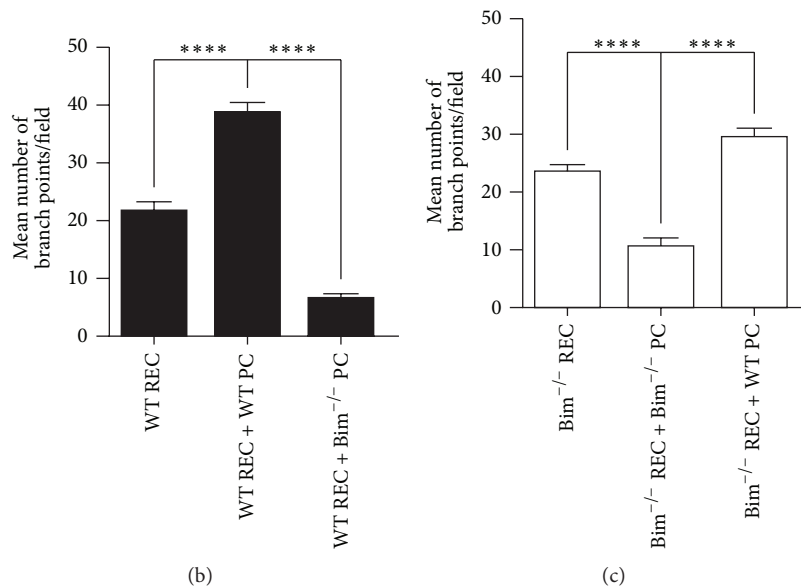 50
40
30
20
10
0
Mean number of
branch points/field
****
****
WT REC
WT REC + WT PC
WT REC + Bim−/− PC
(b)
50
40
30
20
10
0
Mean number of
branch points/field
****
****
Bim−/− REC
Bim−/− REC + Bim−/− PC
Bim−/− REC + WT PC
(c)